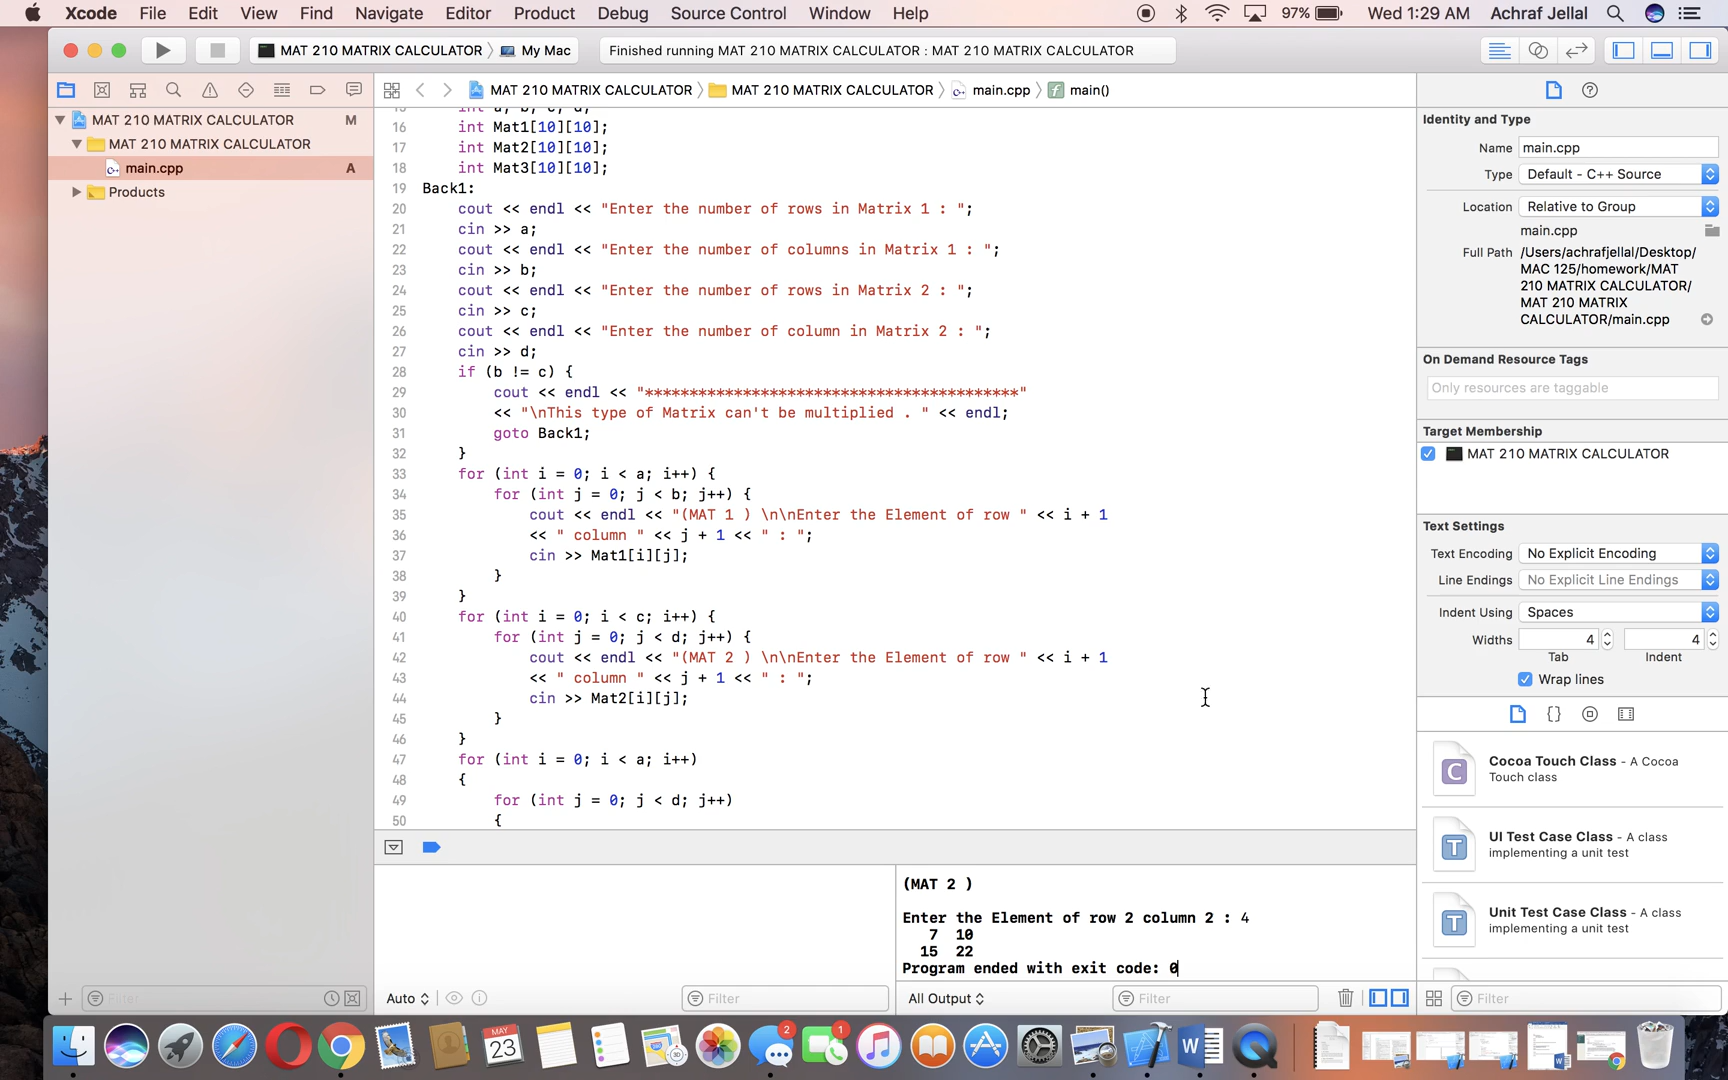 Xcode File Edit View Find Navigate Editor Product Debug Source Control Window Help 97% Wed 1:29 AM Achraf Jellal
MAT 210 MATRIX CALCULATOR My Mac Finished running MAT 210 MATRIX CALCULATOR : MAT 210 MATRIX CALCULATOR
MAT 210 MATRIX CALCULATOR M
MAT 210 MATRIX CALCULATOR
main.cpp A
Products
Filter
MAT 210 MATRIX CALCULATOR MAT 210 MATRIX CALCULATOR main.cpp main()
15 int a, b, c, d;
16 int Mat1[10][10];
17 int Mat2[10][10];
18 int Mat3[10][10];
19 Back1:
20 cout << endl << "Enter the number of rows in Matrix 1 : ";
21 cin >> a;
22 cout << endl << "Enter the number of columns in Matrix 1 : ";
23 cin >> b;
24 cout << endl << "Enter the number of rows in Matrix 2 : ";
25 cin >> c;
26 cout << endl << "Enter the number of column in Matrix 2 : ";
27 cin >> d;
28 if (b != c) {
29 cout << endl << "******************************************"
30 << "\nThis type of Matrix can't be multiplied . " << endl;
31 goto Back1;
32 }
33 for (int i = 0; i < a; i++) {
34 for (int j = 0; j < b; j++) {
35 cout << endl << "(MAT 1 ) \n\nEnter the Element of row " << i + 1
36 << " column " << j + 1 << " : ";
37 cin >> Mat1[i][j];
38 }
39 }
40 for (int i = 0; i < c; i++) {
41 for (int j = 0; j < d; j++) {
42 cout << endl << "(MAT 2 ) \n\nEnter the Element of row " << i + 1
43 << " column " << j + 1 << " : ";
44 cin >> Mat2[i][j];
45 }
46 }
47 for (int i = 0; i < a; i++)
48 {
49 for (int j = 0; j < d; j++)
50 {
Auto Filter
(MAT 2 )
Enter the Element of row 2 column 2 : 4
7 10
15 22
Program ended with exit code: 0
All Output Filter
Identity and Type
Name main.cpp
Type Default - C++ Source
Location Relative to Group
main.cpp
Full Path /Users/achrafjellal/Desktop/
MAC 125/homework/MAT
210 MATRIX CALCULATOR/
MAT 210 MATRIX
CALCULATOR/main.cpp
On Demand Resource Tags
Only resources are taggable
Target Membership
MAT 210 MATRIX CALCULATOR
Text Settings
Text Encoding No Explicit Encoding
Line Endings No Explicit Line Endings
Indent Using Spaces
Widths 4 4
Tab Indent
Wrap lines
{}
C Cocoa Touch Class - A Cocoa
Touch class
T UI Test Case Class - A class
implementing a unit test
T Unit Test Case Class - A class
implementing a unit test
Filter
MAY
23
2
1
W